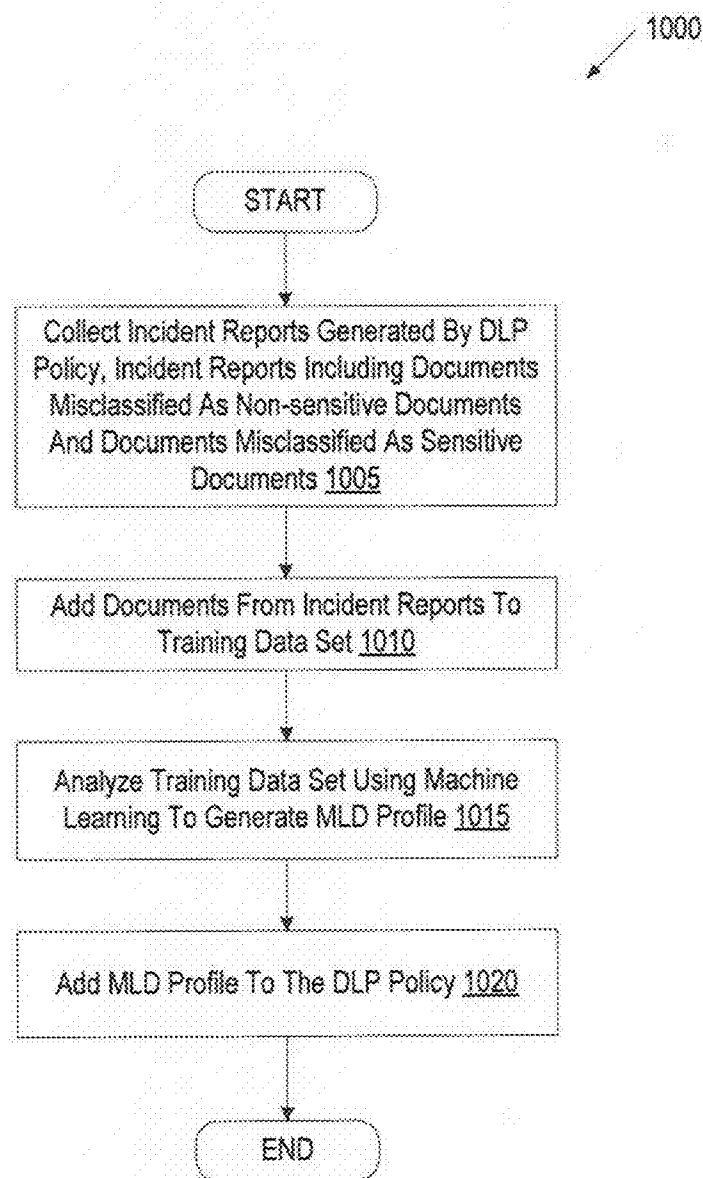 1000
START
Collect Incident Reports Generated By DLP
Policy, Incident Reports Including Documents
Misclassified As Non-sensitive Documents
And Documents Misclassified As Sensitive
Documents 1005
Add Documents From Incident Reports To
Training Data Set 1010
Analyze Training Data Set Using Machine
Learning To Generate MLD Profile 1015
Add MLD Profile To The DLP Policy 1020
END